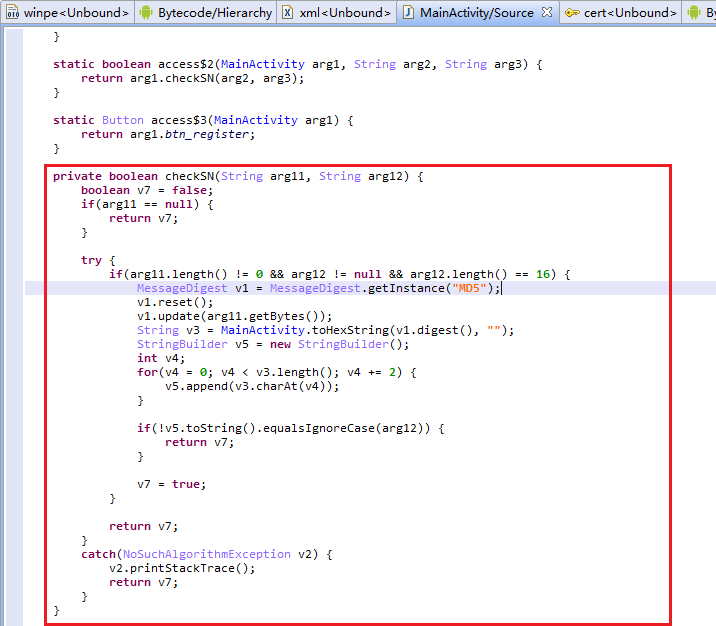 winpe<Unbound> Bytecode/Hierarchy xml<Unbound> MainActivity/Source cert<Unbound>
}
static boolean access$2(MainActivity arg1, String arg2, String arg3) {
return arg1.checkSN(arg2, arg3);
}
static Button access$3(MainActivity arg1) {
return arg1.btn_register;
}
private boolean checkSN(String arg11, String arg12) {
boolean v7 = false;
if(arg11 == null) {
return v7;
}
try {
if(arg11.length() != 0 && arg12 != null && arg12.length() == 16) {
MessageDigest v1 = MessageDigest.getInstance("MD5");
v1.reset();
v1.update(arg11.getBytes());
String v3 = MainActivity.toHexString(v1.digest(), "");
StringBuilder v5 = new StringBuilder();
int v4;
for(v4 = 0; v4 < v3.length(); v4 += 2) {
v5.append(v3.charAt(v4));
}
if(!v5.toString().equalsIgnoreCase(arg12)) {
return v7;
}
v7 = true;
}
return v7;
}
catch(NoSuchAlgorithmException v2) {
v2.printStackTrace();
return v7;
}
}